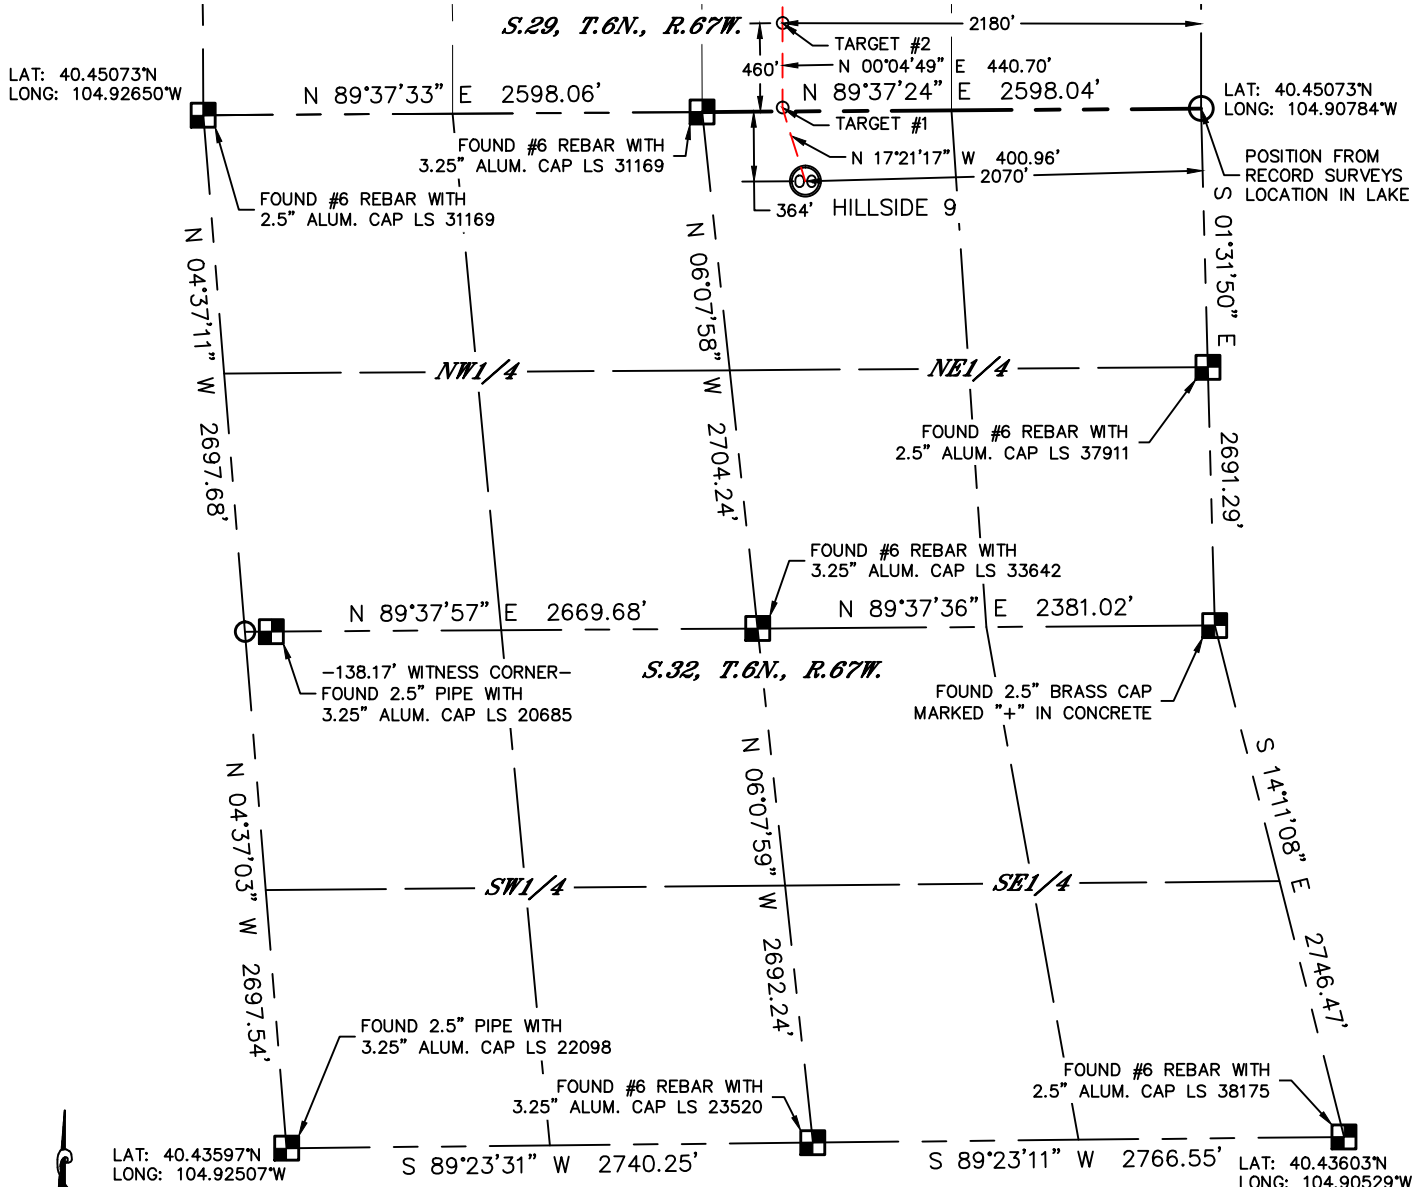 S.29, T.6N., R.67W.
2180'
TARGET #2
460'
N 00°04'49" E 440.70'
LAT: 40.45073°N
LONG: 104.92650°W
N 89°37'33" E 2598.06'
N 89°37'24" E 2598.04'
LAT: 40.45073°N
LONG: 104.90784°W
TARGET #1
FOUND #6 REBAR WITH
3.25" ALUM. CAP LS 31169
N 17°21'17" W 400.96'
2070'
POSITION FROM
RECORD SURVEYS
LOCATION IN LAKE
FOUND #6 REBAR WITH
2.5" ALUM. CAP LS 31169
364'
HILLSIDE 9
N 04°37'11" W 2697.68'
N 06°07'58" W 2704.24'
S 01°31'50" E 2691.29'
NW1/4
NE1/4
FOUND #6 REBAR WITH
2.5" ALUM. CAP LS 37911
FOUND #6 REBAR WITH
3.25" ALUM. CAP LS 33642
N 89°37'57" E 2669.68'
N 89°37'36" E 2381.02'
-138.17' WITNESS CORNER-
FOUND 2.5" PIPE WITH
3.25" ALUM. CAP LS 20685
S.32, T.6N., R.67W.
FOUND 2.5" BRASS CAP
MARKED "+" IN CONCRETE
N 04°37'03" W 2697.54'
N 06°07'59" W 2692.24'
S 14°11'08" E 2746.47'
SW1/4
SE1/4
FOUND 2.5" PIPE WITH
3.25" ALUM. CAP LS 22098
FOUND #6 REBAR WITH
3.25" ALUM. CAP LS 23520
FOUND #6 REBAR WITH
2.5" ALUM. CAP LS 38175
LAT: 40.43597°N
LONG: 104.92507°W
S 89°23'31" W 2740.25'
S 89°23'11" W 2766.55'
LAT: 40.43603°N
LONG: 104.90529°W